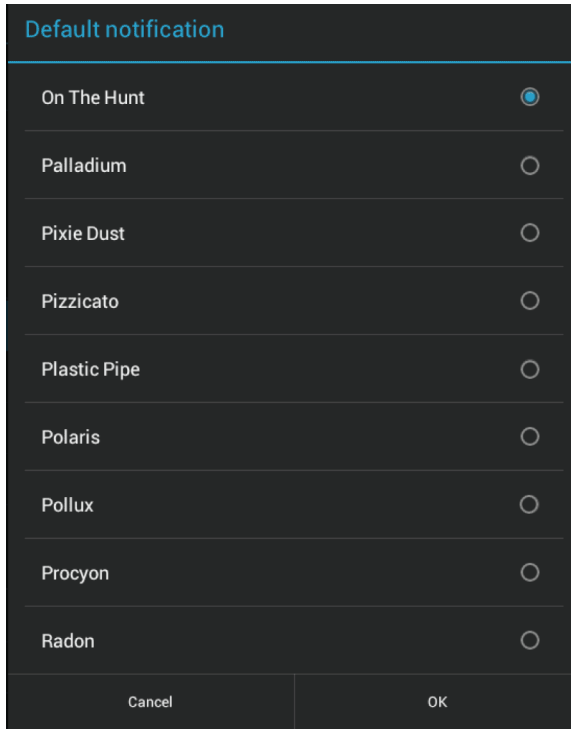 Default notification
On The Hunt
Palladium
Pixie Dust
Pizzicato
Plastic Pipe
Polaris
Pollux
Procyon
Radon
Cancel
OK